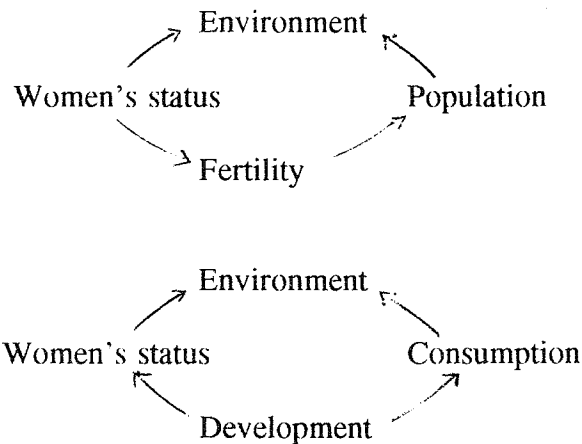 Environment
Women's status Population
Fertility
Environment
Women's status Consumption
Development